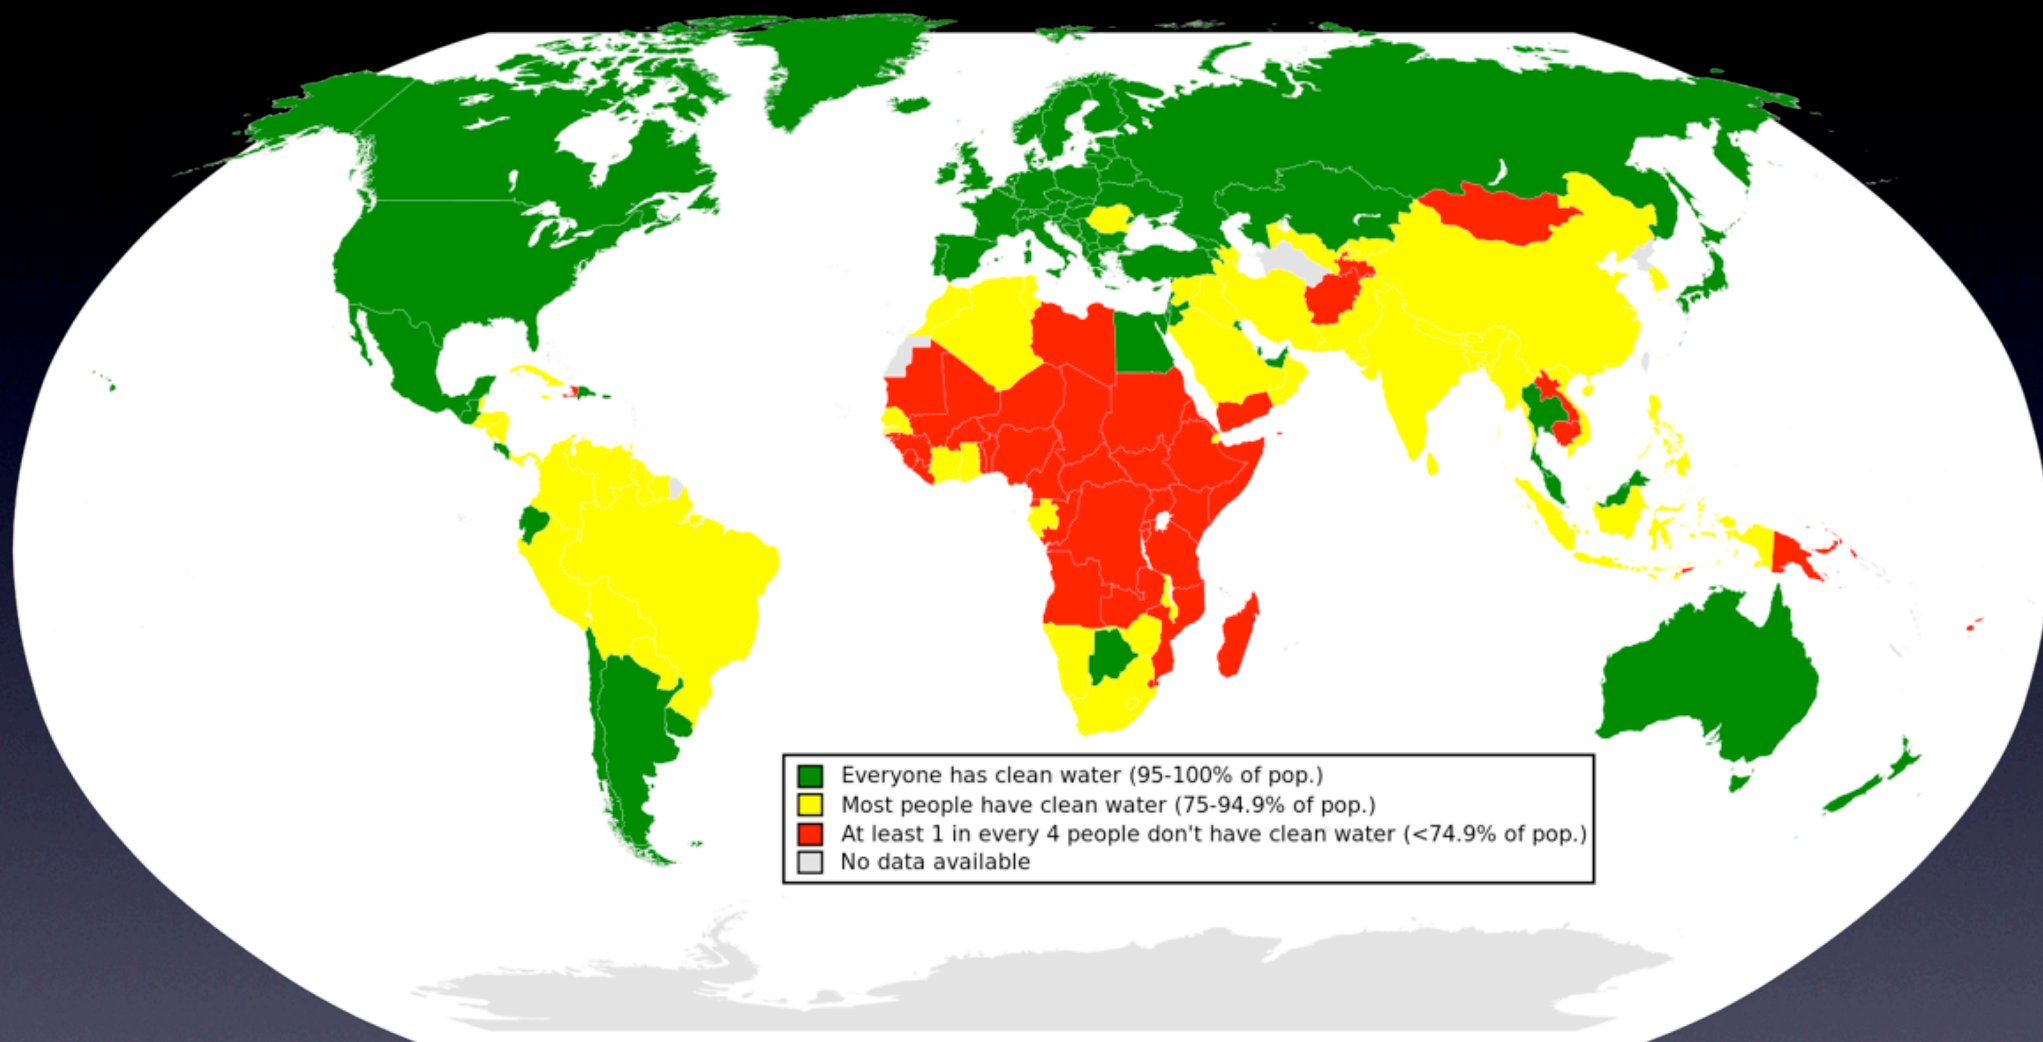 Everyone has clean water (95-100% of pop.)
Most people have clean water (75-94.9% of pop.)
At least 1 in every 4 people don't have clean water (<74.9% of pop.)
No data available